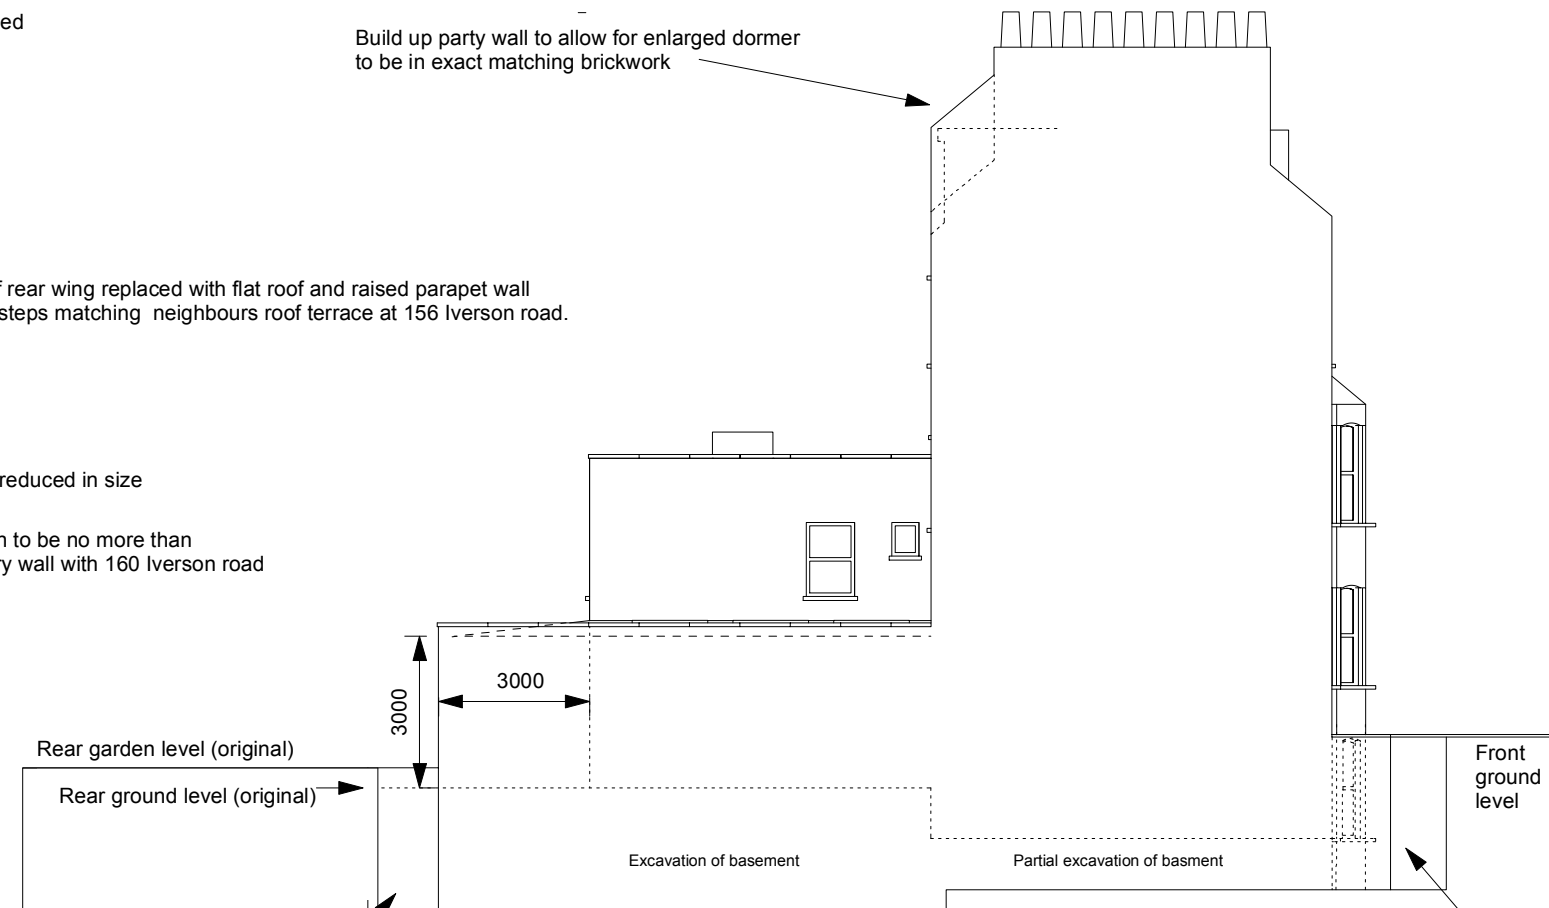 ed
Build up party wall to allow for enlarged dormer
to be in exact matching brickwork
rear wing replaced with flat roof and raised parapet wall
steps matching neighbours roof terrace at 156 Iverson road.
reduced in size
to be no more than
ry wall with 160 Iverson road
3000
3000
Rear garden level (original)
Rear ground level (original)
Front
ground
level
Excavation of basement
Partial excavation of basment